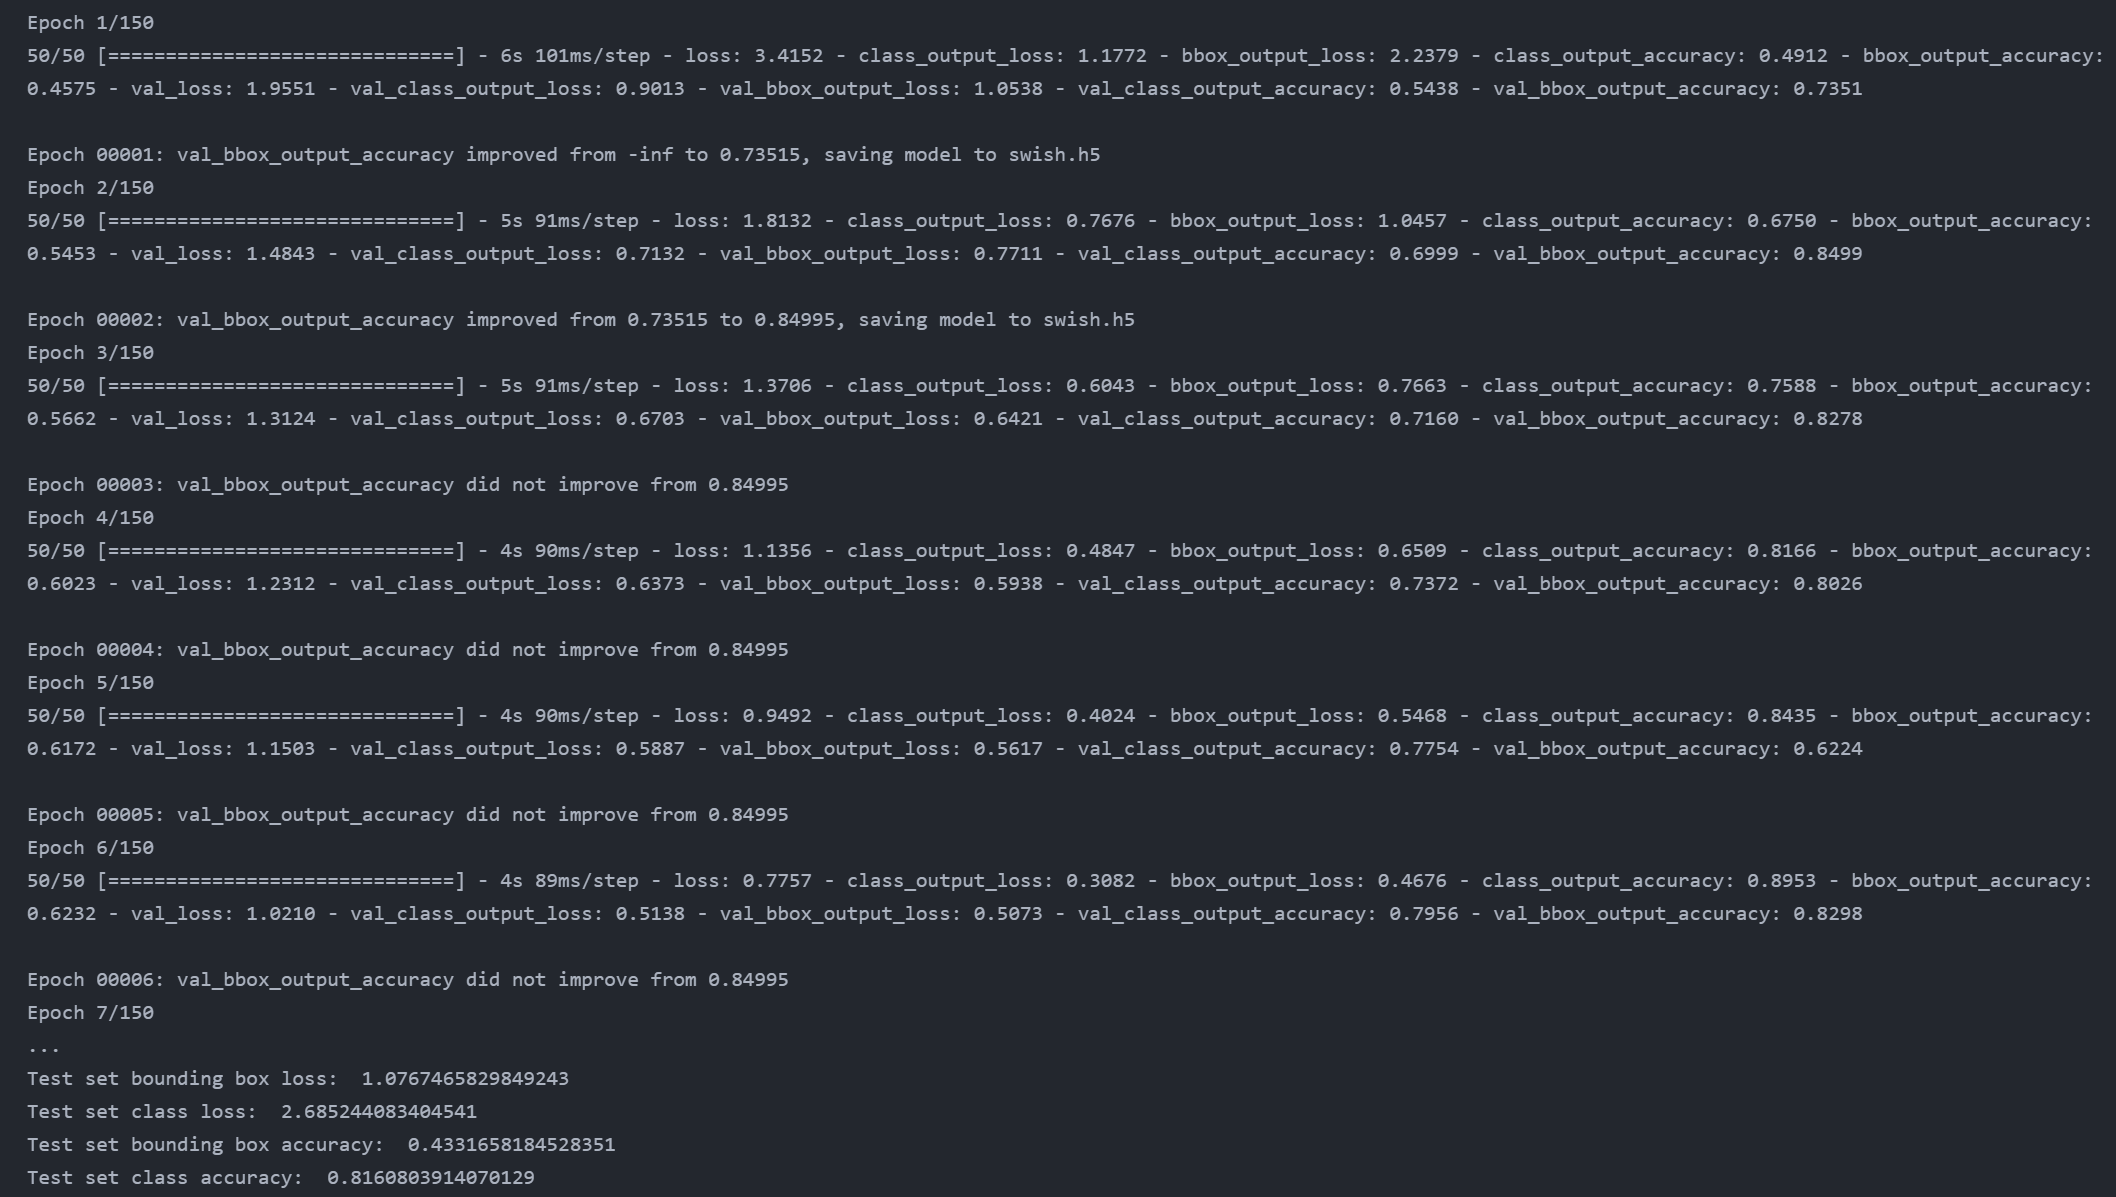 Epoch 1/150
50/50 [==============================] - 6s 101ms/step - loss: 3.4152 - class_output_loss: 1.1772 - bbox_output_loss: 2.2379 - class_output_accuracy: 0.4912 - bbox_output_accuracy:
0.4575 - val_loss: 1.9551 - val_class_output_loss: 0.9013 - val_bbox_output_loss: 1.0538 - val_class_output_accuracy: 0.5438 - val_bbox_output_accuracy: 0.7351
Epoch 00001: val_bbox_output_accuracy improved from -inf to 0.73515, saving model to swish.h5
Epoch 2/150
50/50 [==============================] - 5s 91ms/step - loss: 1.8132 - class_output_loss: 0.7676 - bbox_output_loss: 1.0457 - class_output_accuracy: 0.6750 - bbox_output_accuracy:
0.5453 - val_loss: 1.4843 - val_class_output_loss: 0.7132 - val_bbox_output_loss: 0.7711 - val_class_output_accuracy: 0.6999 - val_bbox_output_accuracy: 0.8499
Epoch 00002: val_bbox_output_accuracy improved from 0.73515 to 0.84995, saving model to swish.h5
Epoch 3/150
50/50 [==============================] - 5s 91ms/step - loss: 1.3706 - class_output_loss: 0.6043 - bbox_output_loss: 0.7663 - class_output_accuracy: 0.7588 - bbox_output_accuracy:
0.5662 - val_loss: 1.3124 - val_class_output_loss: 0.6703 - val_bbox_output_loss: 0.6421 - val_class_output_accuracy: 0.7160 - val_bbox_output_accuracy: 0.8278
Epoch 00003: val_bbox_output_accuracy did not improve from 0.84995
Epoch 4/150
50/50 [==============================] - 4s 90ms/step - loss: 1.1356 - class_output_loss: 0.4847 - bbox_output_loss: 0.6509 - class_output_accuracy: 0.8166 - bbox_output_accuracy:
0.6023 - val_loss: 1.2312 - val_class_output_loss: 0.6373 - val_bbox_output_loss: 0.5938 - val_class_output_accuracy: 0.7372 - val_bbox_output_accuracy: 0.8026
Epoch 00004: val_bbox_output_accuracy did not improve from 0.84995
Epoch 5/150
50/50 [==============================] - 4s 90ms/step - loss: 0.9492 - class_output_loss: 0.4024 - bbox_output_loss: 0.5468 - class_output_accuracy: 0.8435 - bbox_output_accuracy:
0.6172 - val_loss: 1.1503 - val_class_output_loss: 0.5887 - val_bbox_output_loss: 0.5617 - val_class_output_accuracy: 0.7754 - val_bbox_output_accuracy: 0.6224
Epoch 00005: val_bbox_output_accuracy did not improve from 0.84995
Epoch 6/150
50/50 [==============================] - 4s 89ms/step - loss: 0.7757 - class_output_loss: 0.3082 - bbox_output_loss: 0.4676 - class_output_accuracy: 0.8953 - bbox_output_accuracy:
0.6232 - val_loss: 1.0210 - val_class_output_loss: 0.5138 - val_bbox_output_loss: 0.5073 - val_class_output_accuracy: 0.7956 - val_bbox_output_accuracy: 0.8298
Epoch 00006: val_bbox_output_accuracy did not improve from 0.84995
Epoch 7/150
...
Test set bounding box loss:  1.0767465829849243
Test set class loss:  2.685244083404541
Test set bounding box accuracy:  0.4331658184528351
Test set class accuracy:  0.8160803914070129